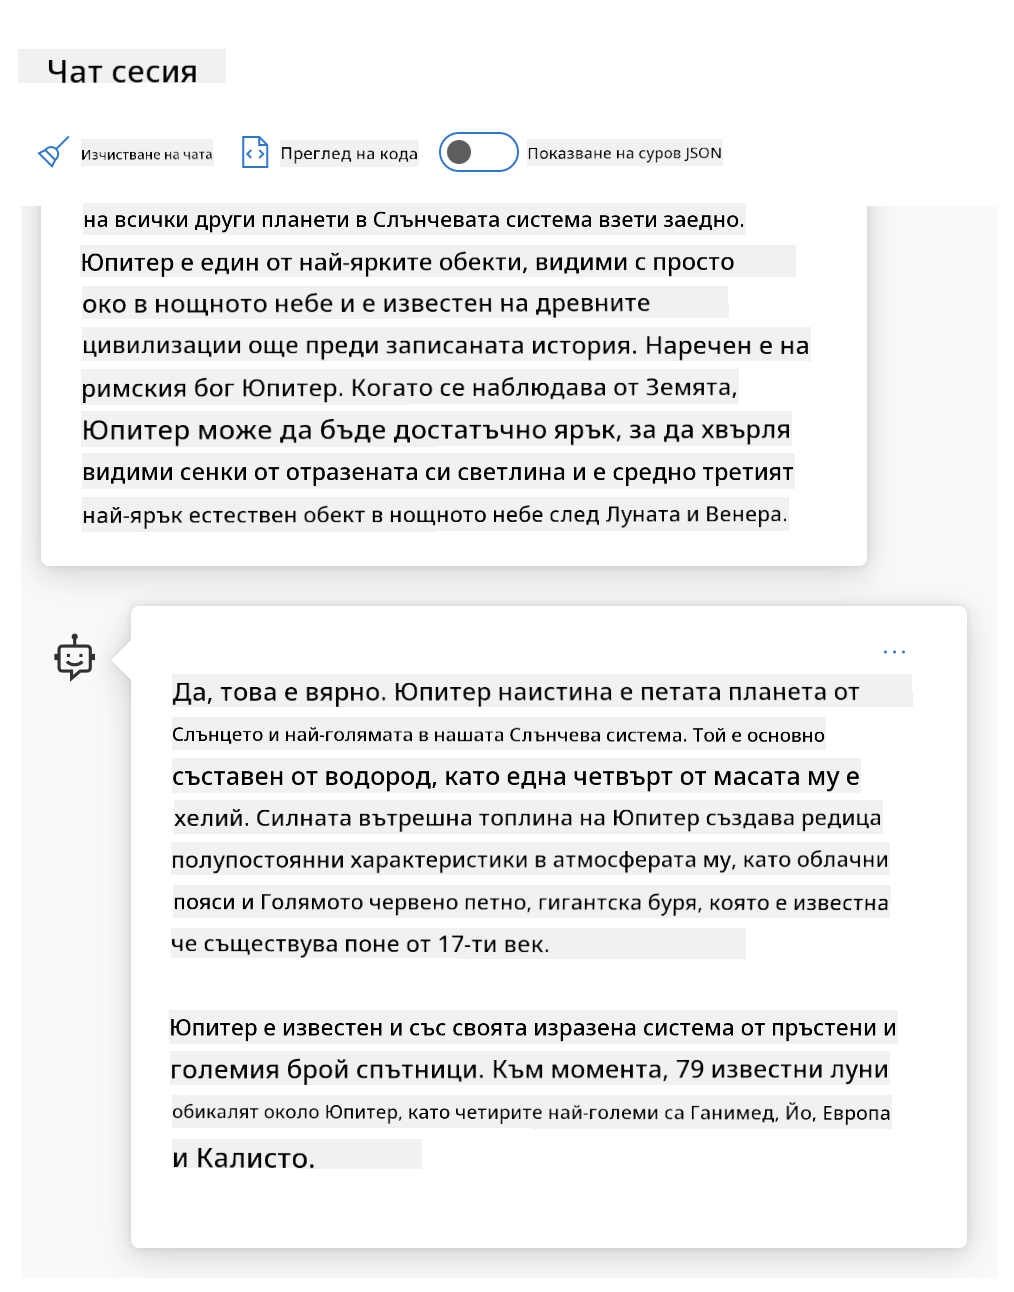 Чат сесия
Изчистване на чата
Преглед на кода
Показване на суров JSON
на всички други планети в Слънчевата система взети заедно.
Юпитер е един от най-ярките обекти, видими с просто
око в нощното небе и е известен на древните
цивилизации още преди записаната история. Наречен е на
римския бог Юпитер. Когато се наблюдава от Земята,
Юпитер може да бъде достатъчно ярък, за да хвърля
видими сенки от отразената си светлина и е средно третият
най-ярък естествен обект в нощното небе след Луната и Венера.
Да, това е вярно. Юпитер наистина е петата планета от
Слънцето и най-голямата в нашата Слънчева система. Той е основно
съставен от водород, като една четвърт от масата му е
хелий. Силната вътрешна топлина на Юпитер създава редица
полупостоянни характеристики в атмосферата му, като облачни
пояси и Голямото червено петно, гигантска буря, която е известна
че съществува поне от 17-ти век.
Юпитер е известен и със своята изразена система от пръстени и
големия брой спътници. Към момента, 79 известни луни
обикалят около Юпитер, като четирите най-големи са Ганимед, Йо, Европа
и Калисто.